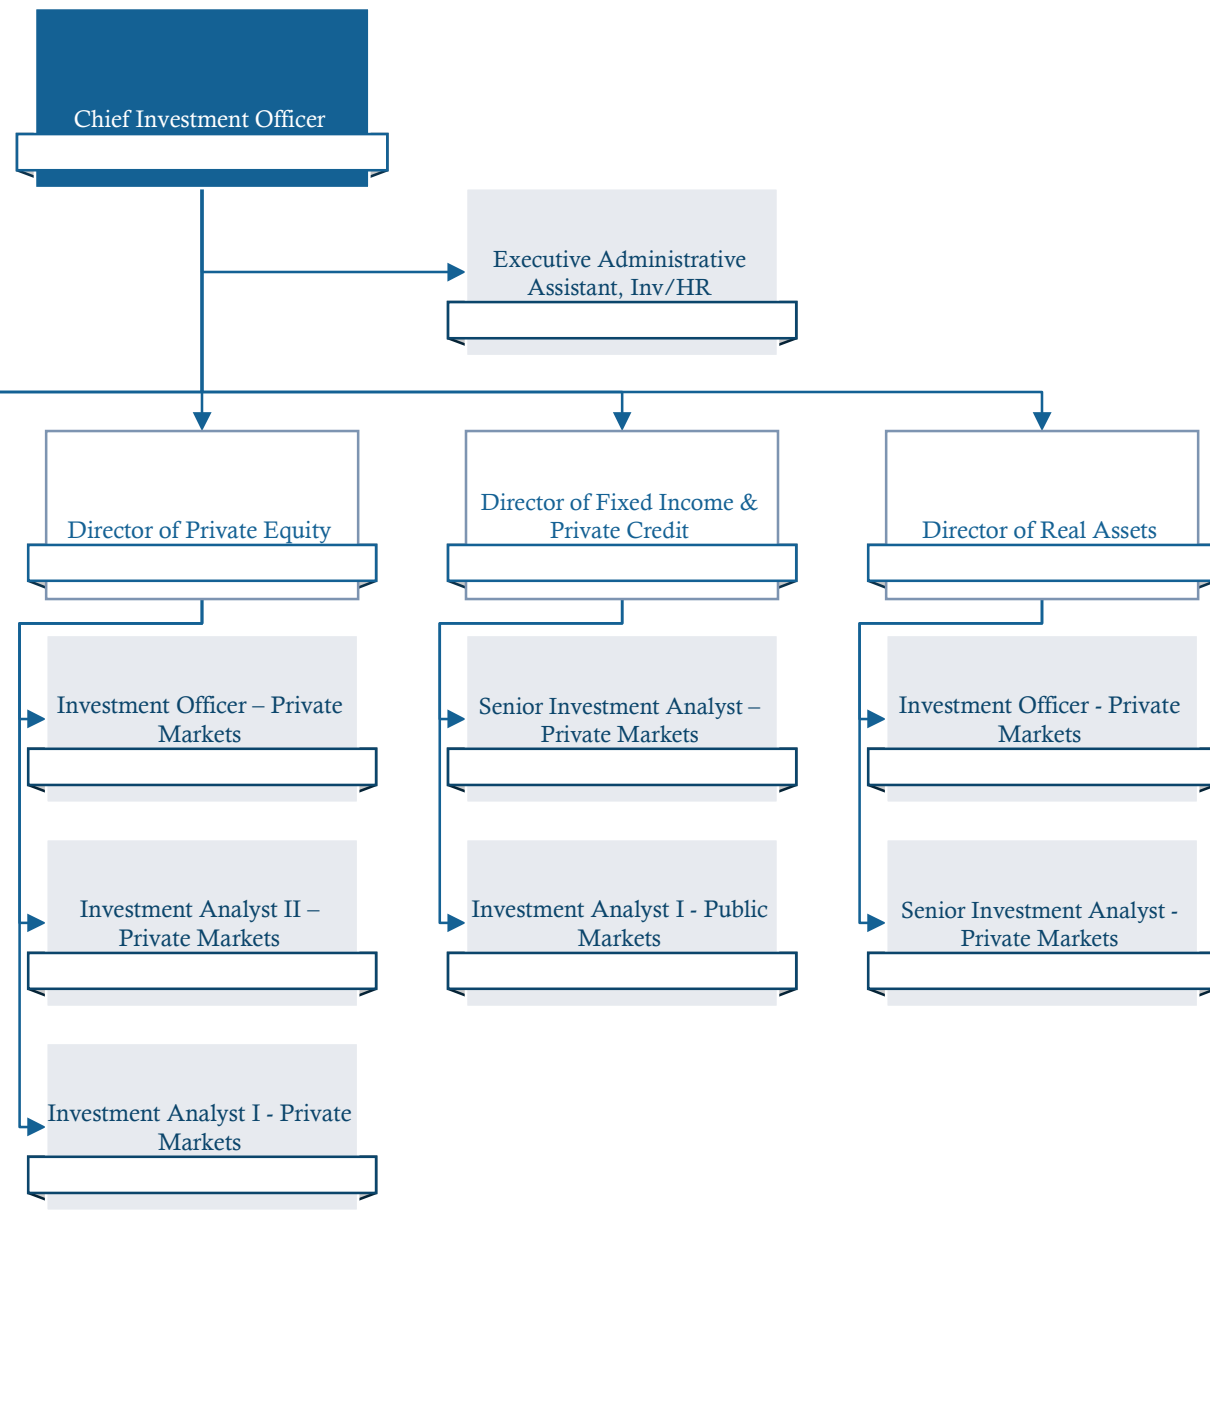 Chief Investment Officer
Executive Administrative
Assistant, Inv/HR
Director of Private Equity
Director of Fixed Income &
Private Credit
Director of Real Assets
Investment Officer – Private
Markets
Senior Investment Analyst –
Private Markets
Investment Officer - Private
Markets
Investment Analyst II –
Private Markets
Investment Analyst I - Public
Markets
Senior Investment Analyst -
Private Markets
Investment Analyst I - Private
Markets